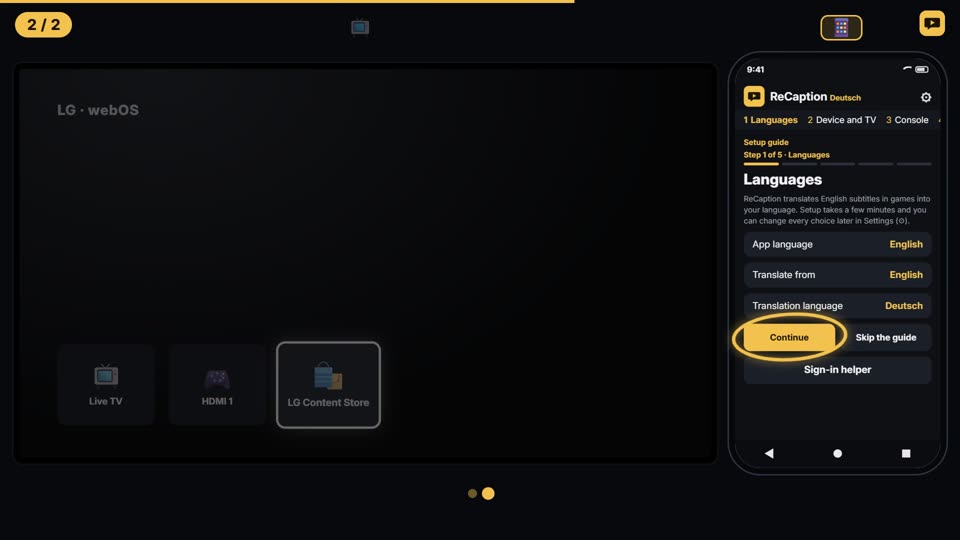 2 / 2
LG · webOS
Live TV
HDMI 1
LG Content Store
9:41
ReCaption Deutsch
1 Languages 2 Device and TV 3 Console
Setup guide
Step 1 of 5 · Languages
Languages
ReCaption translates English subtitles in games into
your language. Setup takes a few minutes and you
can change every choice later in Settings (⚙).
App language English
Translate from English
Translation language Deutsch
Continue Skip the guide
Sign-in helper